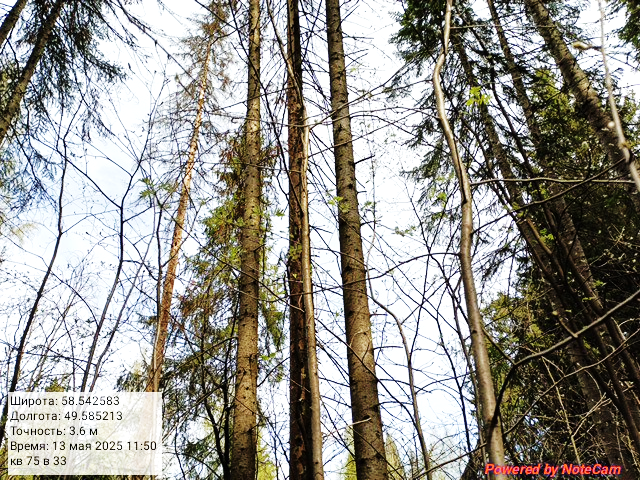 Широта: 58.542583
Долгота: 49.585213
Точность: 3.6 м
Время: 13 мая 2025 11:50
кв 75 в 33
Powered by NoteCam